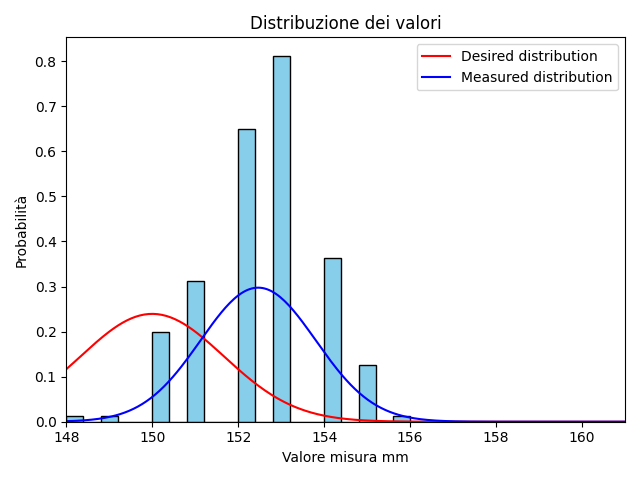 Distribuzione dei valori
Desired distribution
Measured distribution
Probabilità
0.8
0.7
0.6
0.5
0.4
0.3
0.2
0.1
0.0
148 150 152 154 156 158 160
Valore misura mm